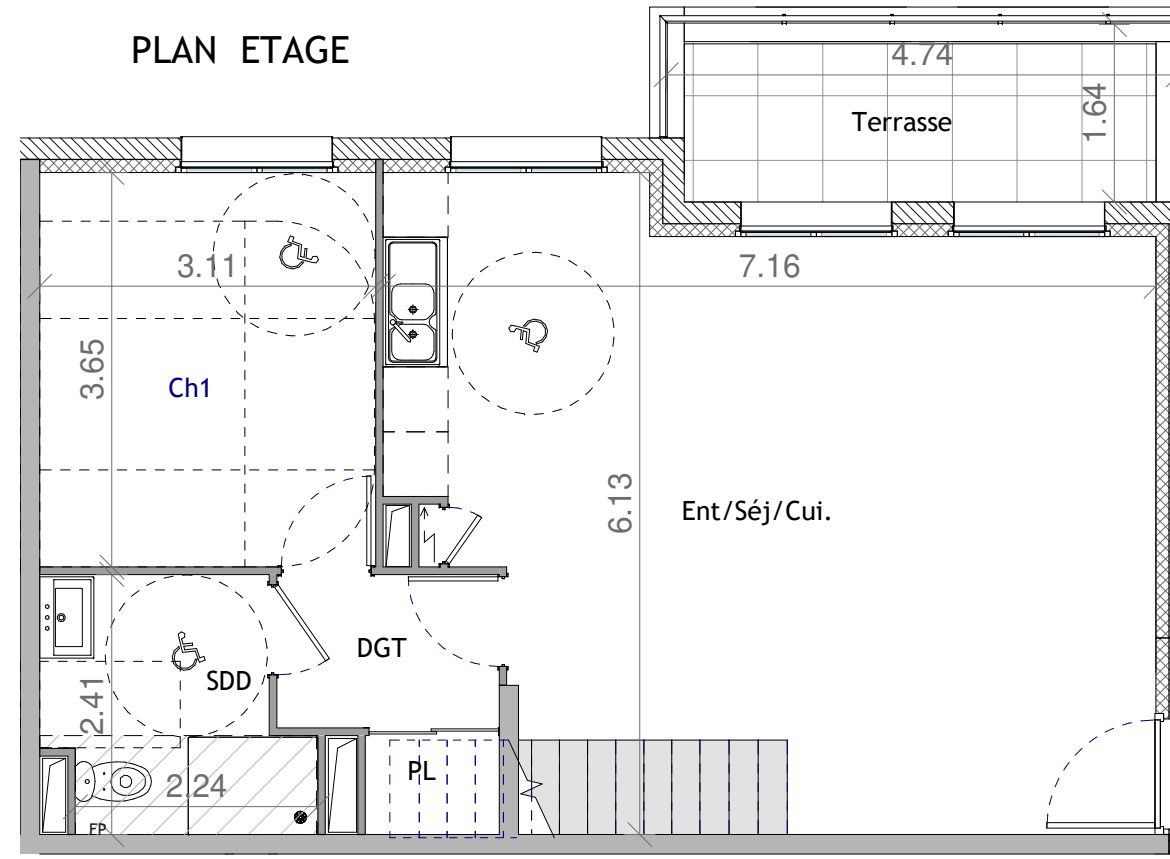 PLAN ETAGE
4.74
1.64
Terrasse
3.11
7.16
3.65
Ch1
6.13
Ent/Séj/Cui.
DGT
SDD
2.41
PL
2.24
EP